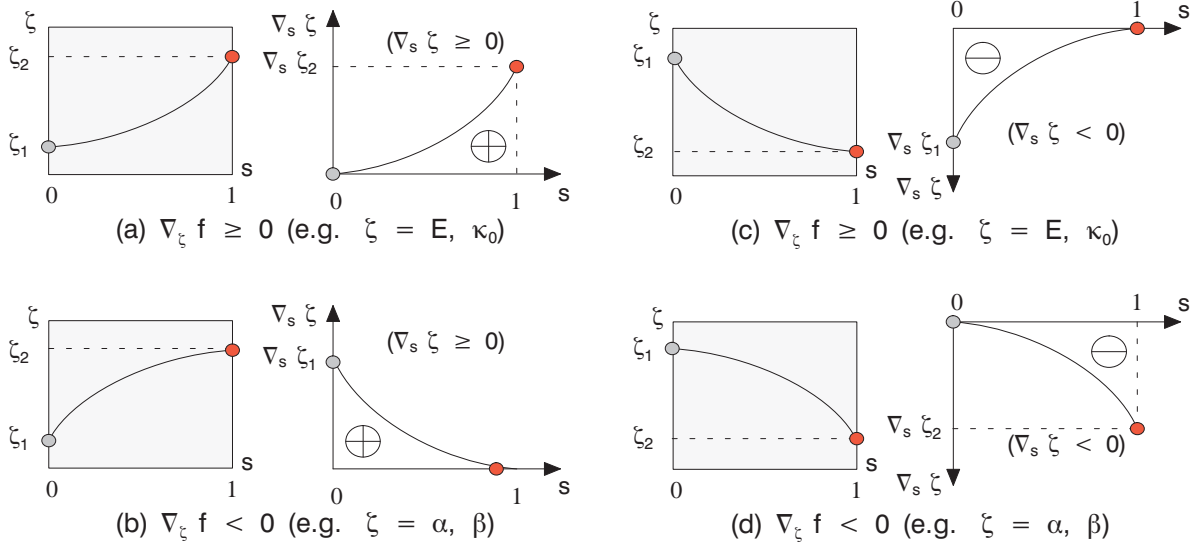 ζ
ζ₂
ζ₁
0
1
s
∇ₛ ζ
∇ₛ ζ₂
(∇ₛ ζ ≥ 0)
0
1
s
(a) ∇ζ f ≥ 0 (e.g. ζ = E, κ₀)
ζ
ζ₁
ζ₂
0
1
s
0
1
s
∇ₛ ζ₁
(∇ₛ ζ < 0)
∇ₛ ζ
(c) ∇ζ f ≥ 0 (e.g. ζ = E, κ₀)
ζ
ζ₂
ζ₁
0
1
s
∇ₛ ζ
∇ₛ ζ₁
(∇ₛ ζ ≥ 0)
0
1
s
(b) ∇ζ f < 0 (e.g. ζ = α, β)
ζ
ζ₁
ζ₂
0
1
s
0
1
s
∇ₛ ζ₂
(∇ₛ ζ < 0)
∇ₛ ζ
(d) ∇ζ f < 0 (e.g. ζ = α, β)